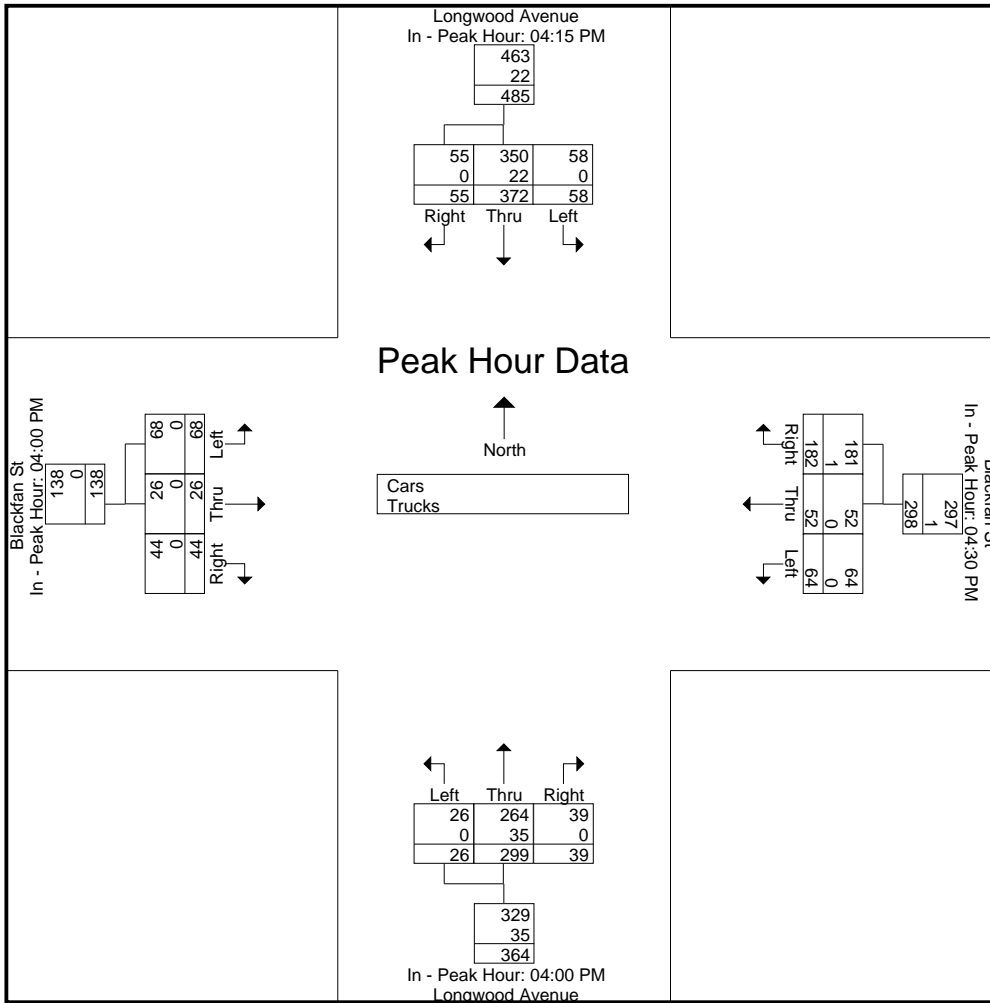 Longwood Avenue
In - Peak Hour: 04:15 PM
463
22
485
55 350 58
0 22 0
55 372 58
Right Thru Left
Peak Hour Data
North
Cars
Trucks
Blackfan St
In - Peak Hour: 04:00 PM
138
0
138
68 26 44
0 0 0
68 26 44
Left Thru Right
Blackfan St
In - Peak Hour: 04:30 PM
297
1
298
181 52 64
1 0 0
182 52 64
Right Thru Left
Left Thru Right
26 264 39
0 35 0
26 299 39
329
35
364
In - Peak Hour: 04:00 PM
Longwood Avenue